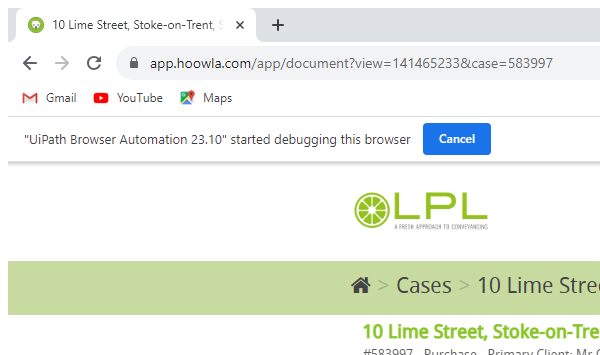 10 Lime Street, Stoke-on-Trent,
app.hoowla.com/app/document?view=141465233&case=583997
Gmail YouTube Maps
"UiPath Browser Automation 23.10" started debugging this browser Cancel
LPL
A FRESH APPROACH TO CONVEYANCING
> Cases > 10 Lime Stre
10 Lime Street, Stoke-on-Tre
#583997 - Purchase - Primary Client: Mr